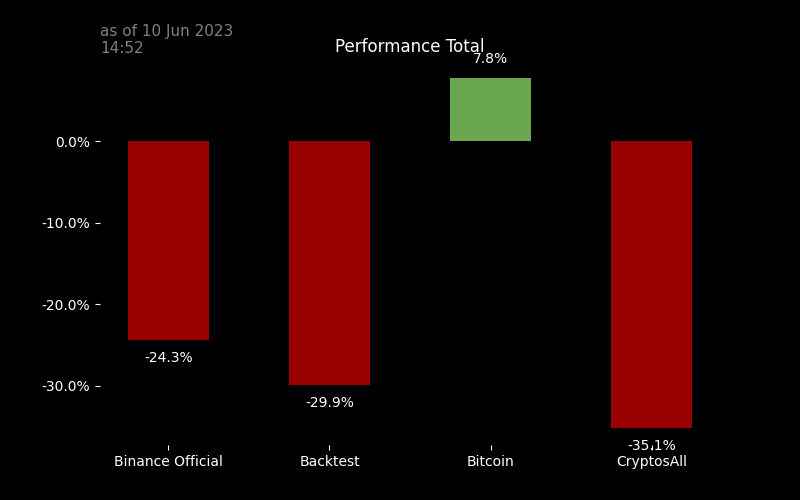 as of 10 Jun 2023
14:52
Performance Total
7.8%
0.0%
-10.0%
-20.0%
-30.0%
-24.3%
-29.9%
-35.1%
Binance Official
Backtest
Bitcoin
CryptosAll